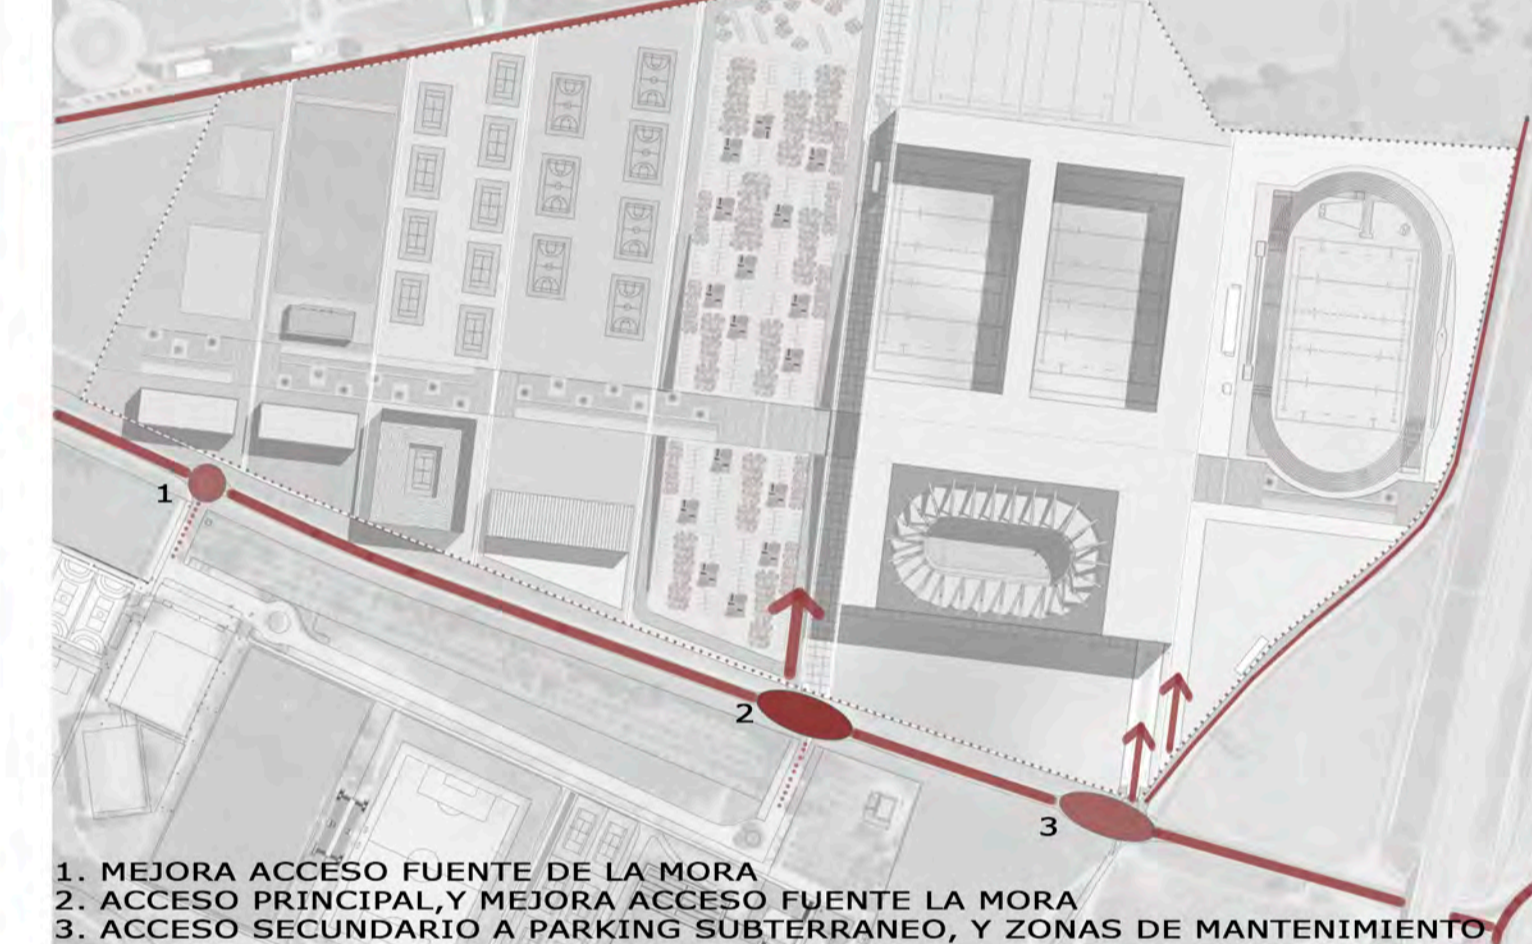 1
2
3
1. MEJORA ACCESO FUENTE DE LA MORA
2. ACCESO PRINCIPAL,Y MEJORA ACCESO FUENTE LA MORA
3. ACCESO SECUNDARIO A PARKING SUBTERRANEO, Y ZONAS DE MANTENIMIENTO